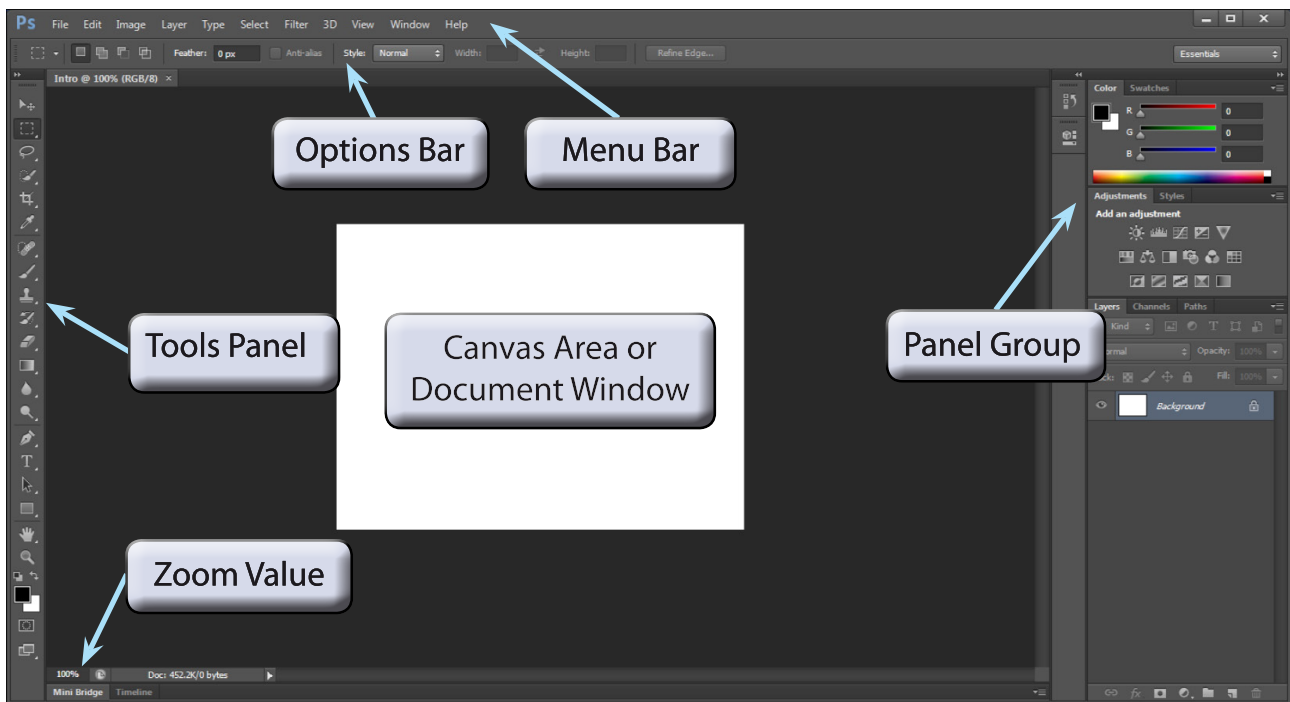 Ps File Edit Image Layer Type Select Filter 3D View Window Help
Feather: 0 px Anti-alias Style: Normal Width: Height: Refine Edge... Essentials
Intro @ 100% (RGB/8) ×
Color Swatches
R 0
G 0
B 0
Options Bar
Menu Bar
Adjustments Styles
Add an adjustment
Layers Channels Paths
Kind T
Opacity: 100%
Fill: 100%
Background
Tools Panel
Canvas Area or
Document Window
Panel Group
T
Zoom Value
100% Doc: 452.2K/0 bytes
Mini Bridge Timeline
fx